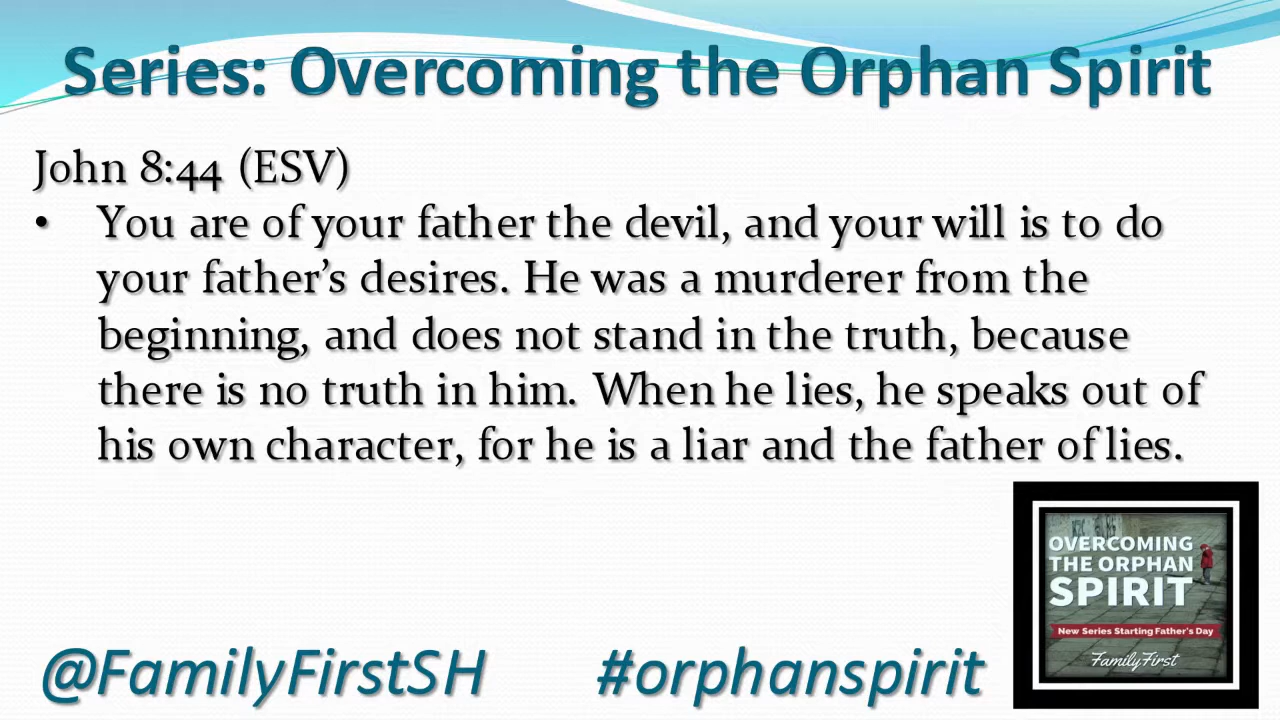 Series: Overcoming the Orphan Spirit
John 8:44 (ESV)
• You are of your father the devil, and your will is to do
your father’s desires. He was a murderer from the
beginning, and does not stand in the truth, because
there is no truth in him. When he lies, he speaks out of
his own character, for he is a liar and the father of lies.
OVERCOMING
THE ORPHAN
SPIRIT
New Series Starting Father's Day
FamilyFirst
@FamilyFirstSH #orphanspirit